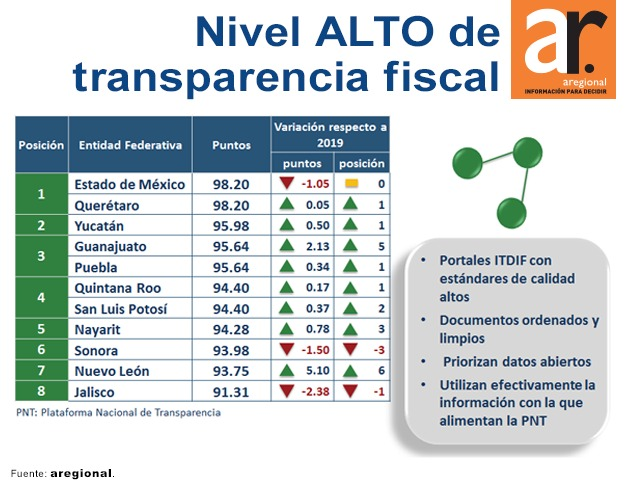 Nivel ALTO de
transparencia fiscal
ar.
aregional
INFORMACIÓN PARA DECIDIR
Posición Entidad Federativa Puntos Variación respecto a 2019
puntos posición
1 Estado de México 98.20 -1.05 0
Querétaro 98.20 0.05 1
2 Yucatán 95.98 0.50 1
3 Guanajuato 95.64 2.13 5
Puebla 95.64 0.34 1
4 Quintana Roo 94.40 0.17 1
San Luis Potosí 94.40 0.37 2
5 Nayarit 94.28 0.78 3
6 Sonora 93.98 -1.50 -3
7 Nuevo León 93.75 5.10 6
8 Jalisco 91.31 -2.38 -1
PNT: Plataforma Nacional de Transparencia
• Portales ITDIF con
estándares de calidad
altos
• Documentos ordenados y
limpios
• Priorizan datos abiertos
• Utilizan efectivamente la
información con la que
alimentan la PNT
Fuente: aregional.